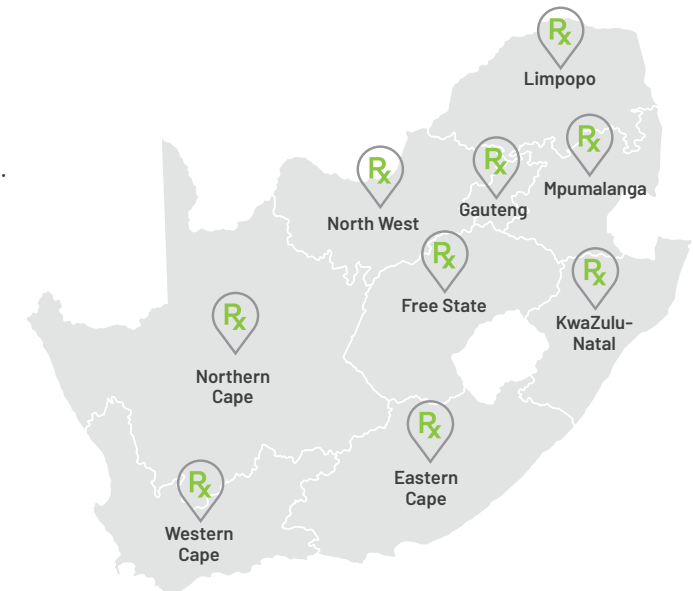 .
Rx
Limpopo
Rx
Mpumalanga
Rx
Gauteng
Rx
North West
Rx
Free State
Rx
KwaZulu-
Natal
Rx
Northern
Cape
Rx
Eastern
Cape
Rx
Western
Cape